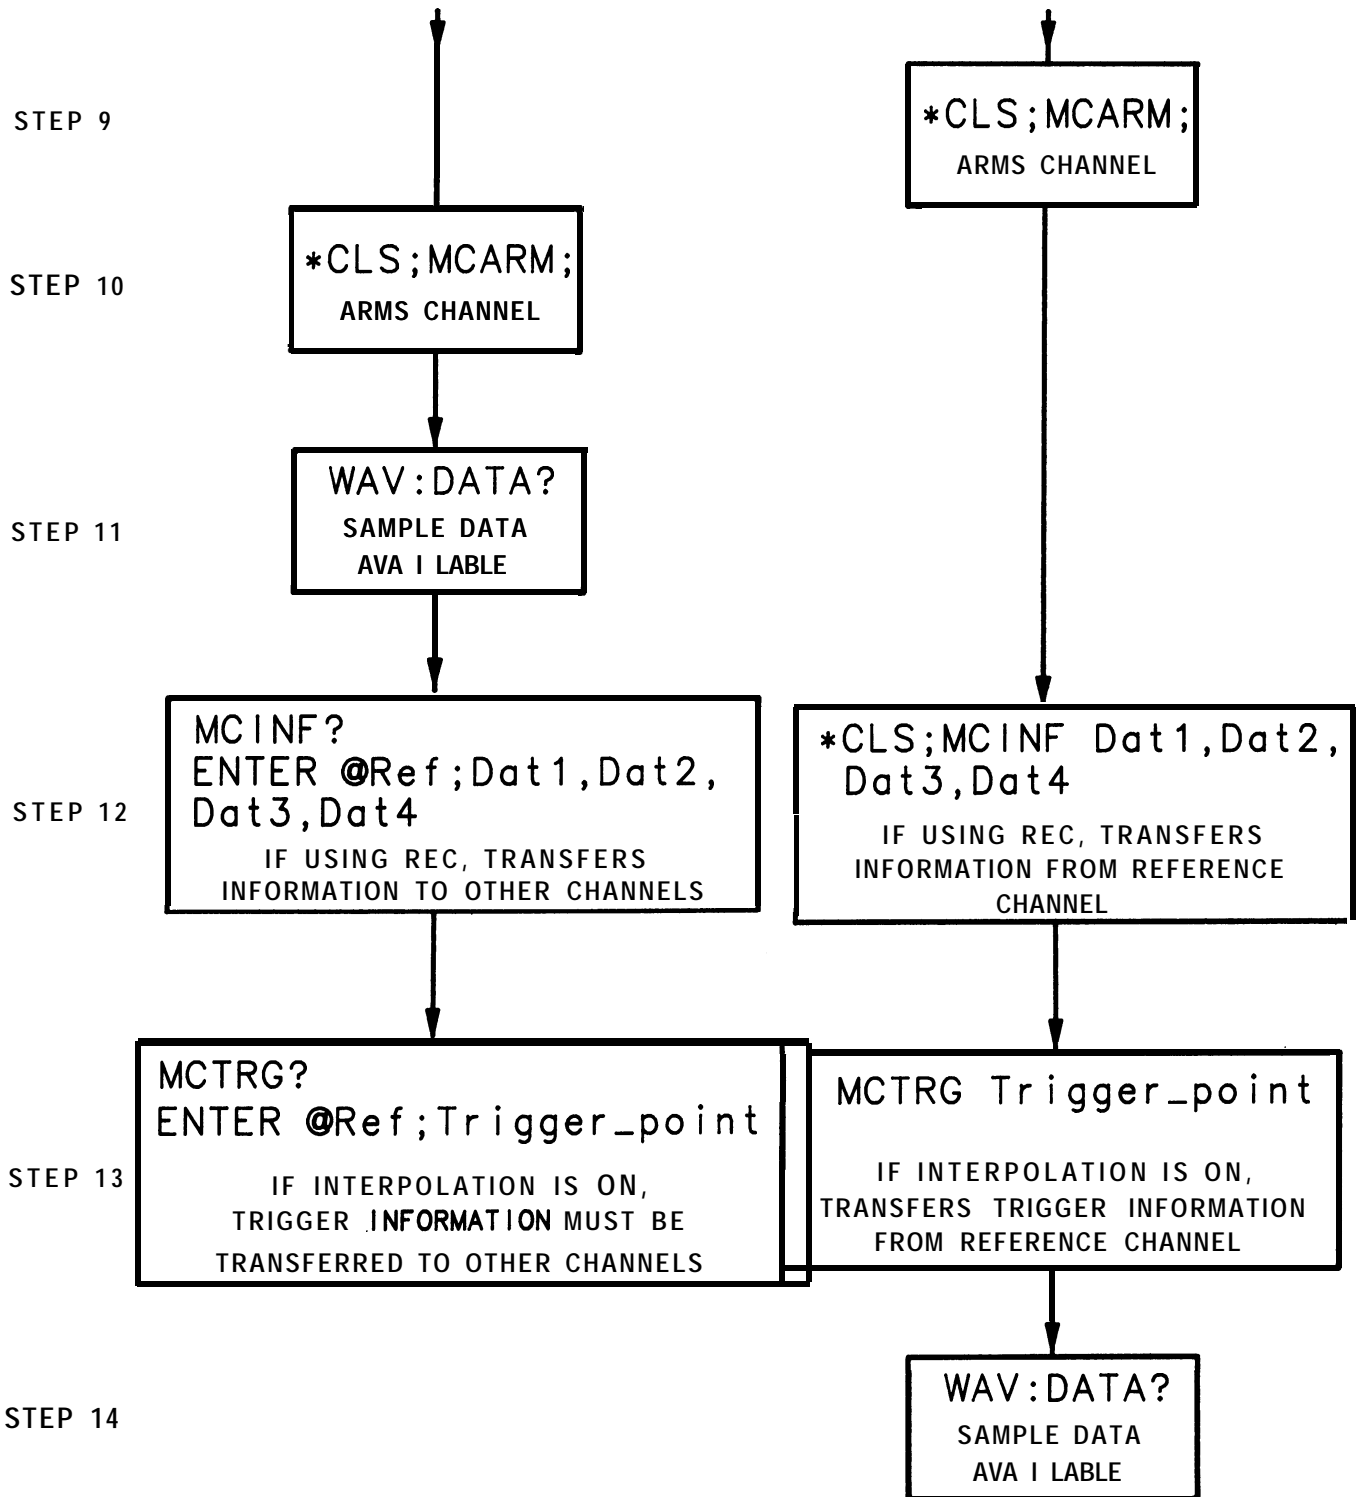 STEP 9
*CLS;MCARM;
ARMS CHANNEL
STEP 10
*CLS;MCARM;
ARMS CHANNEL
STEP 11
WAV:DATA?
SAMPLE DATA
AVA I LABLE
STEP 12
MCINF?
ENTER @Ref;Dat1,Dat2,
Dat3,Dat4
IF USING REC, TRANSFERS
INFORMATION TO OTHER CHANNELS
*CLS;MCINF Dat1,Dat2,
Dat3,Dat4
IF USING REC, TRANSFERS
INFORMATION FROM REFERENCE
CHANNEL
STEP 13
MCTRG?
ENTER @Ref;Trigger_point
IF INTERPOLATION IS ON,
TRIGGER INFORMATION MUST BE
TRANSFERRED TO OTHER CHANNELS
MCTRG Trigger_point
IF INTERPOLATION IS ON,
TRANSFERS TRIGGER INFORMATION
FROM REFERENCE CHANNEL
STEP 14
WAV:DATA?
SAMPLE DATA
AVA I LABLE